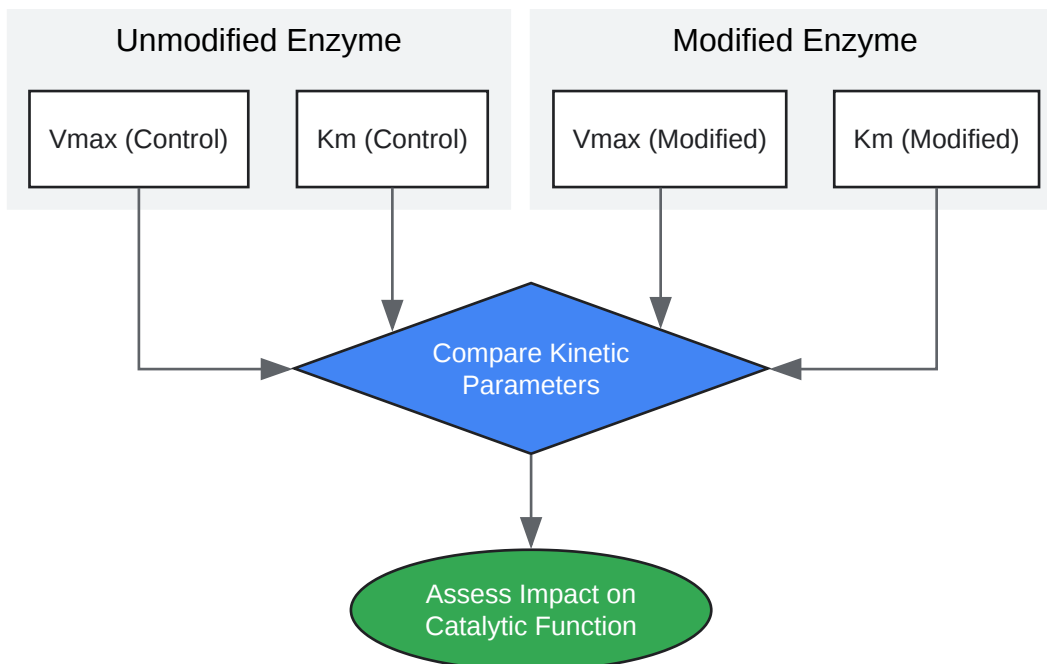 Unmodified Enzyme
Modified Enzyme
Vmax (Control)
Km (Control)
Vmax (Modified)
Km (Modified)
Compare Kinetic
Parameters
Assess Impact on
Catalytic Function